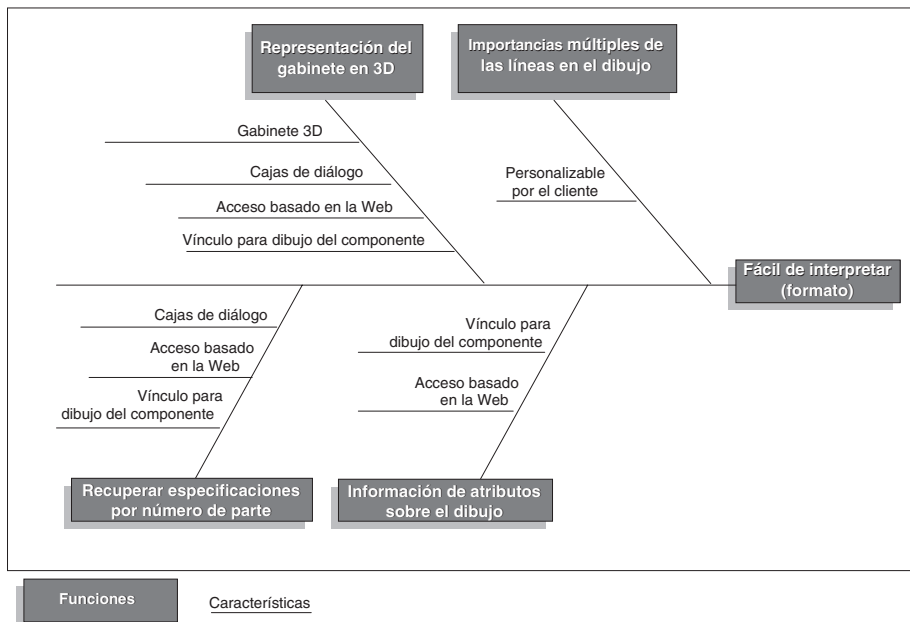 Representación del
gabinete en 3D
Importancias múltiples de
las líneas en el dibujo
Gabinete 3D
Cajas de diálogo
Acceso basado en la Web
Vínculo para dibujo del componente
Personalizable
por el cliente
Fácil de interpretar
(formato)
Cajas de diálogo
Acceso basado
en la Web
Vínculo para
dibujo del componente
Vínculo para
dibujo del componente
Acceso basado
en la Web
Recuperar especificaciones
por número de parte
Información de atributos
sobre el dibujo
Funciones
Características